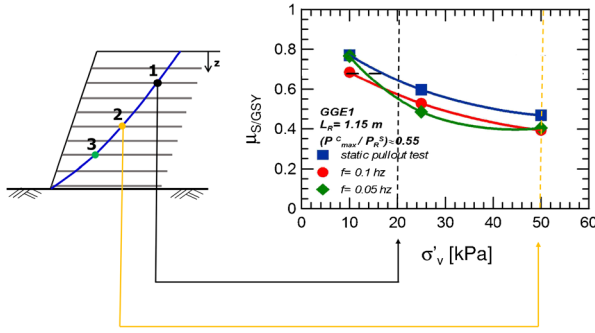 z
1
2
3
1
0.8
0.6
0.4
0.2
0
μS/GSY
GGE1
LR= 1.15 m
(P C max / PR S)≈0.55
static pullout test
f= 0.1 hz
f= 0.05 hz
0 10 20 30 40 50 60
σ'v [kPa]